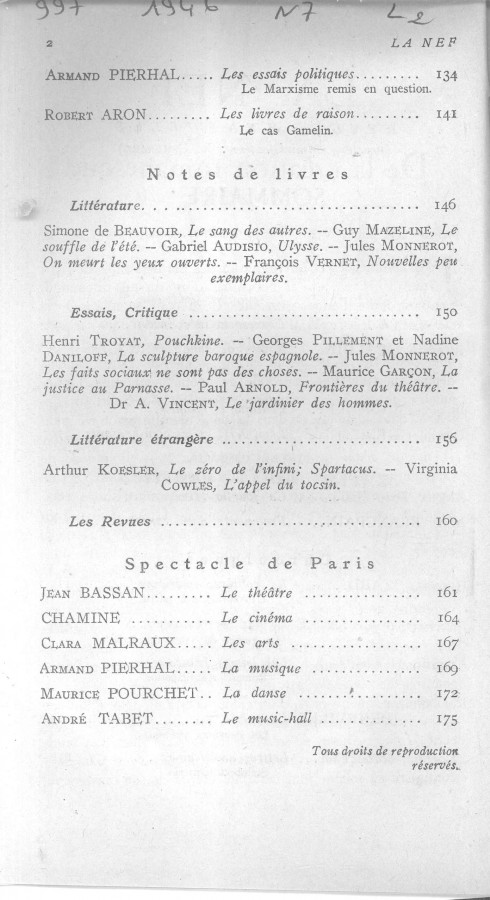 997 1946 N7 L2
2 LA NEF
ARMAND PIERHAL..... Les essais politiques......... 134
Le Marxisme remis en question.
ROBERT ARON......... Les livres de raison......... 141
Le cas Gamelin.
Notes de livres
Littérature. . . ............................... 146
Simone de BEAUVOIR, Le sang des autres. -- Guy MAZELINE, Le
souffle de l'été. -- Gabriel AUDISIO, Ulysse. -- Jules MONNEROT,
On meurt les yeux ouverts. -- François VERNET, Nouvelles peu
exemplaires.
Essais, Critique ................................ 150
Henri TROYAT, Pouchkine. -- Georges PILLEMENT et Nadine
DANILOFF, La sculpture baroque espagnole. -- Jules MONNEROT,
Les faits sociaux ne sont pas des choses. -- Maurice GARÇON, La
justice au Parnasse. -- Paul ARNOLD, Frontières du théâtre. --
Dr A. VINCENT, Le jardinier des hommes.
Littérature étrangère ........................... 156
Arthur KOESLER, Le zéro de l'infini; Spartacus. -- Virginia
COWLES, L'appel du tocsin.
Les Revues .................................... 160
Spectacle de Paris
JEAN BASSAN......... Le théâtre ................ 161
CHAMINE ........... Le cinéma ................ 164
CLARA MALRAUX..... Les arts .................. 167
ARMAND PIERHAL..... La musique ............... 169
MAURICE POURCHET.. La danse ................. 172
ANDRÉ TABET........ Le music-hall .............. 175
Tous droits de reproduction
réservés.